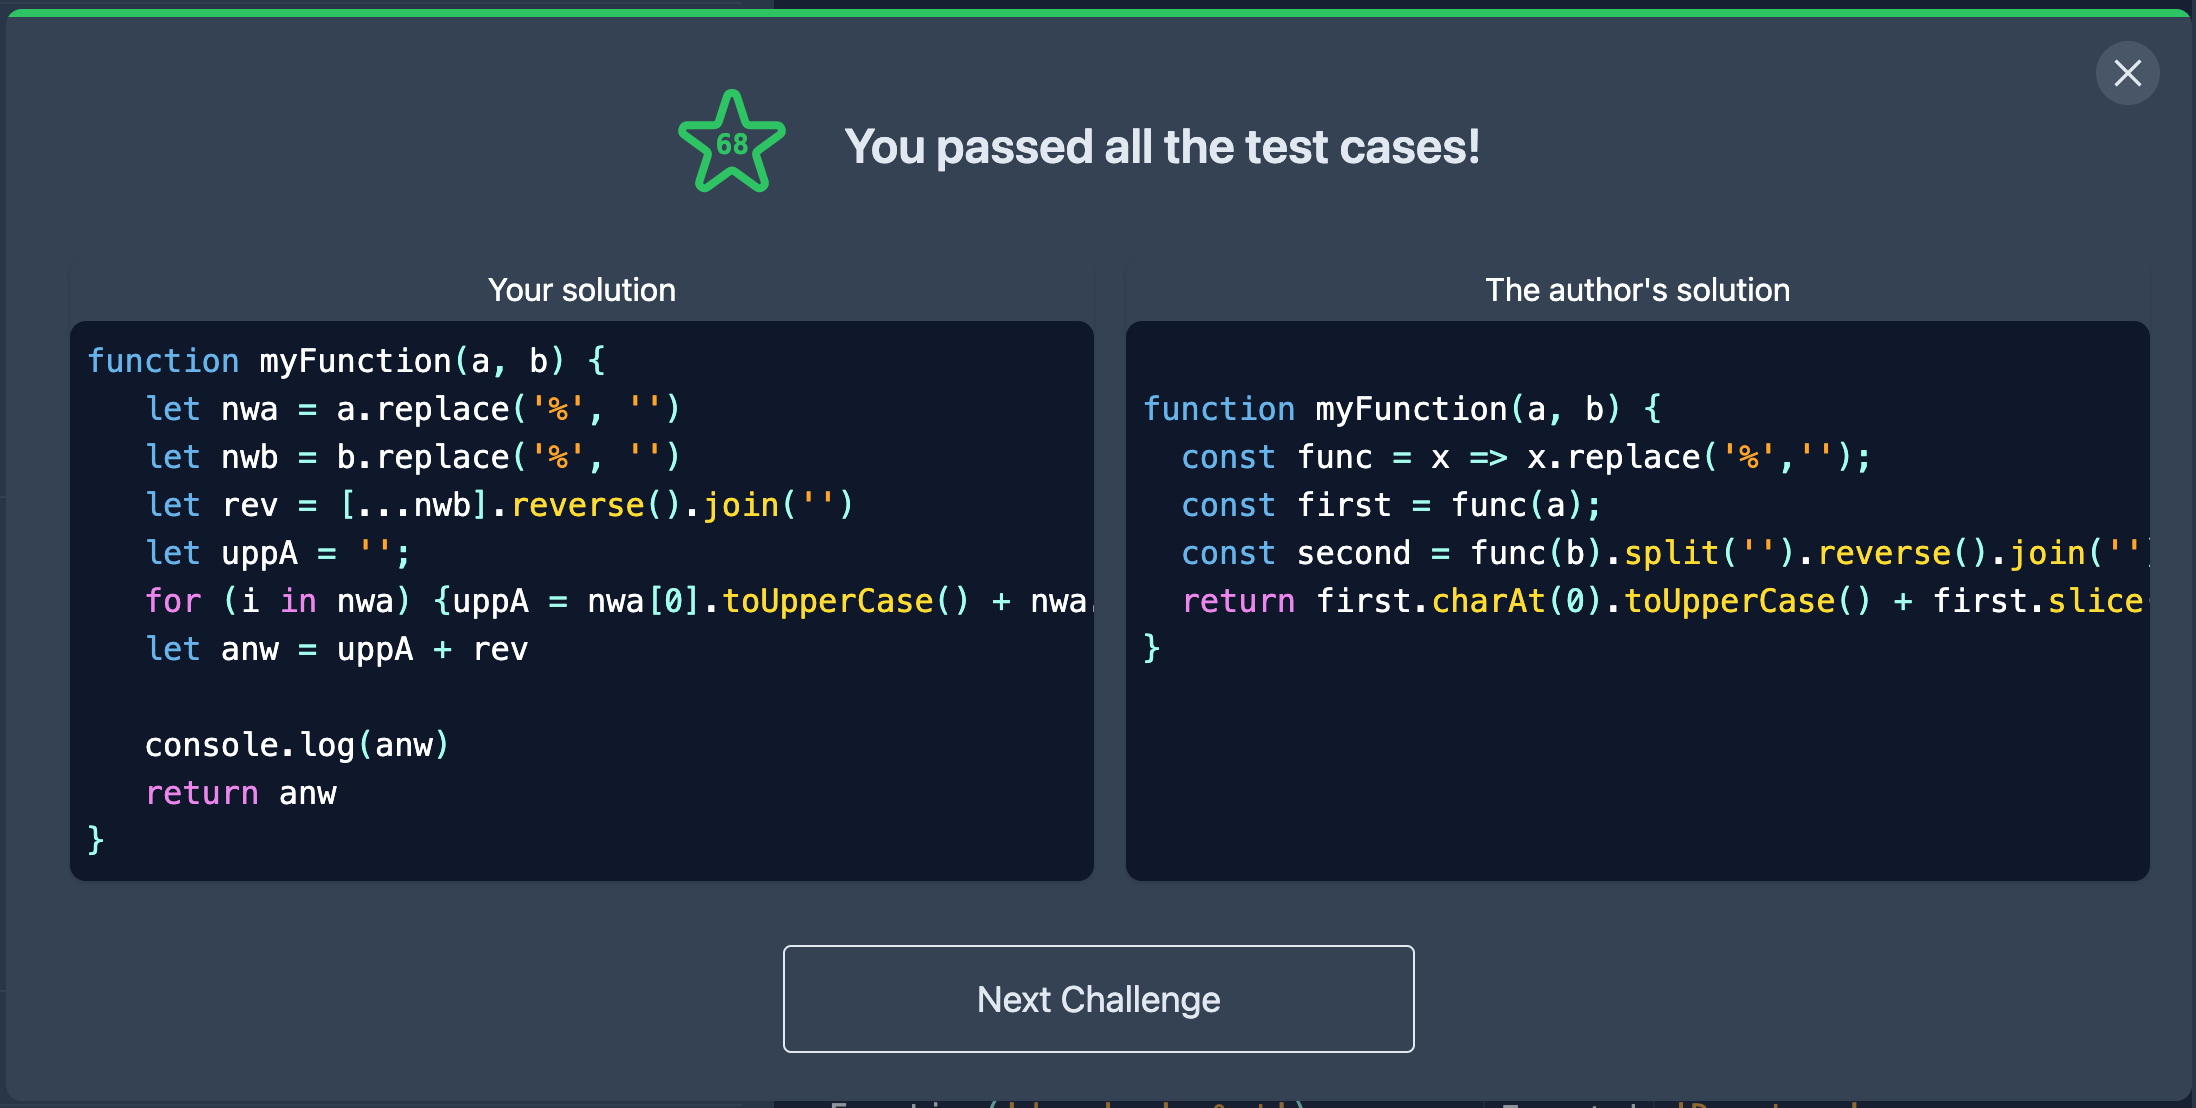 68
You passed all the test cases!
Your solution
function myFunction(a, b) {
let nwa = a.replace('%', '')
let nwb = b.replace('%', '')
let rev = [...nwb].reverse().join('')
let uppA = '';
for (i in nwa) {uppA = nwa[0].toUpperCase() + nwa.
let anw = uppA + rev
console.log(anw)
return anw
}
The author's solution
function myFunction(a, b) {
const func = x => x.replace('%','');
const first = func(a);
const second = func(b).split('').reverse().join('')
return first.charAt(0).toUpperCase() + first.slice(
}
Next Challenge